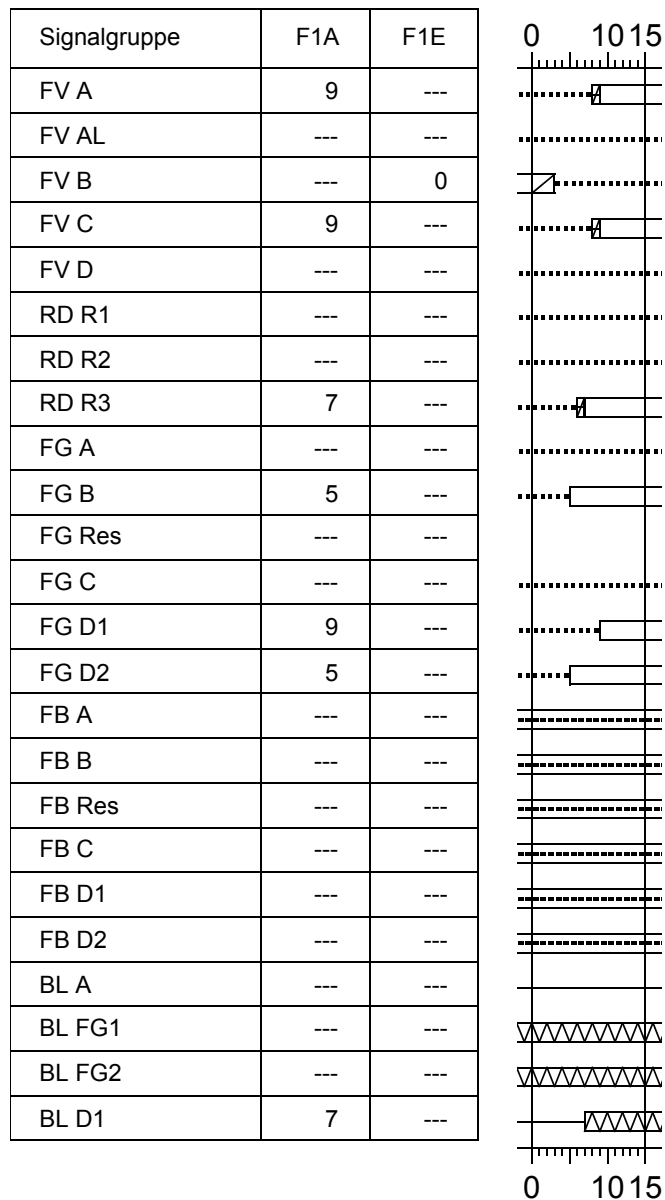 Signalgruppe F1A F1E 0 10 15
FV A 9 ---
FV AL --- ---
FV B --- 0
FV C 9 ---
FV D --- ---
RD R1 --- ---
RD R2 --- ---
RD R3 7 ---
FG A --- ---
FG B 5 ---
FG Res --- ---
FG C --- ---
FG D1 9 ---
FG D2 5 ---
FB A --- ---
FB B --- ---
FB Res --- ---
FB C --- ---
FB D1 --- ---
FB D2 --- ---
BL A --- ---
BL FG1 --- ---
BL FG2 --- ---
BL D1 7 ---
0 10 15